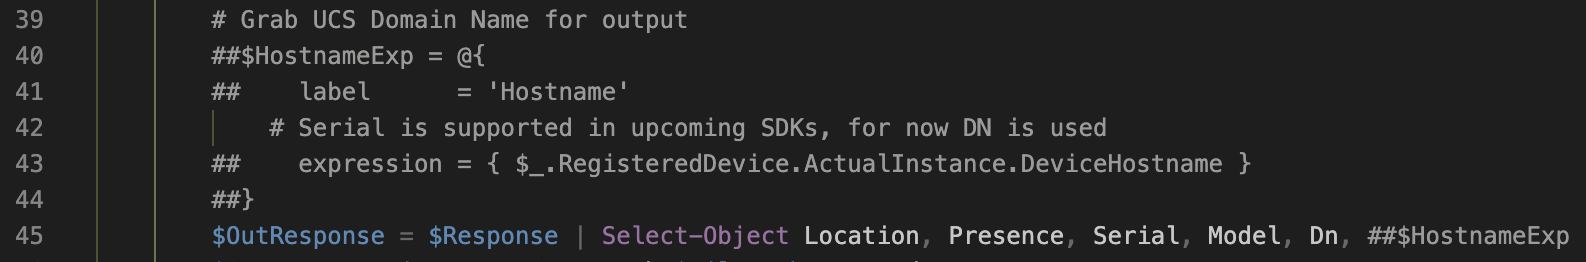 39 # Grab UCS Domain Name for output
40 ##$HostnameExp = @{
41 ##    label      = 'Hostname'
42     # Serial is supported in upcoming SDKs, for now DN is used
43 ##    expression = { $_.RegisteredDevice.ActualInstance.DeviceHostname }
44 ##}
45 $OutResponse = $Response | Select-Object Location, Presence, Serial, Model, Dn, ##$HostnameExp